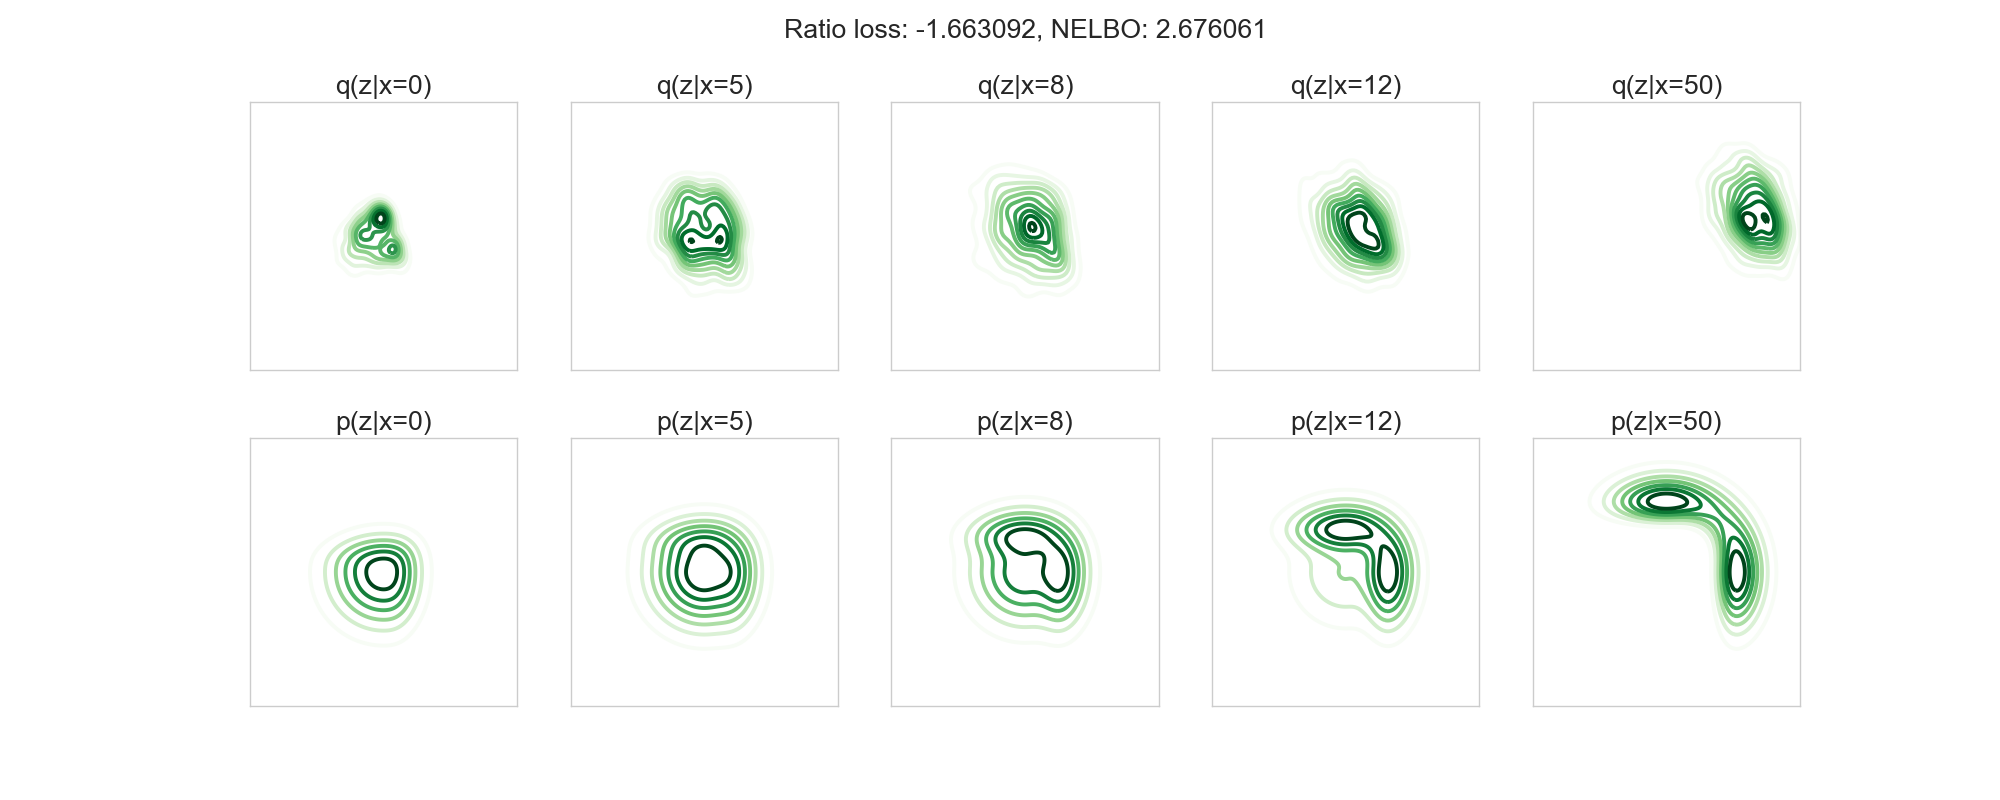 Ratio loss: -1.663092, NELBO: 2.676061
q(z|x=0) q(z|x=5) q(z|x=8) q(z|x=12) q(z|x=50)
p(z|x=0) p(z|x=5) p(z|x=8) p(z|x=12) p(z|x=50)